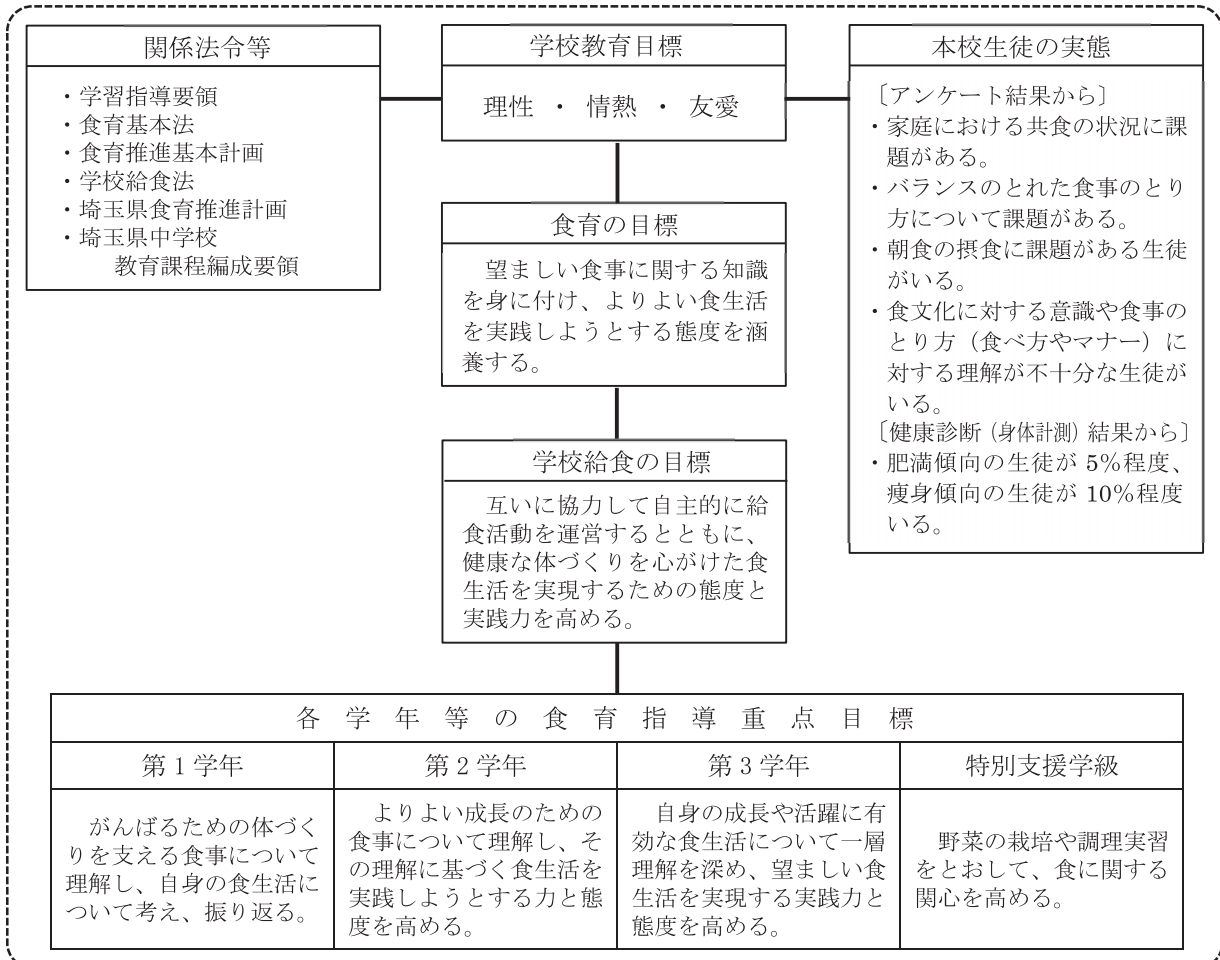 関係法令等
・学習指導要領
・食育基本法
・食育推進基本計画
・学校給食法
・埼玉県食育推進計画
・埼玉県中学校
教育課程編成要領
学校教育目標
理性 ・ 情熱 ・ 友愛
本校生徒の実態
〔アンケート結果から〕
・家庭における共食の状況に課
題がある。
・バランスのとれた食事のとり
方について課題がある。
・朝食の摂食に課題がある生徒
がいる。
・食文化に対する意識や食事の
とり方（食べ方やマナー）に
対する理解が不十分な生徒が
いる。
〔健康診断（身体計測）結果から〕
・肥満傾向の生徒が 5%程度、
痩身傾向の生徒が 10%程度
いる。
食育の目標
望ましい食事に関する知識
を身に付け、よりよい食生活
を実践しようとする態度を涵
養する。
学校給食の目標
互いに協力して自主的に給
食活動を運営するとともに、
健康な体づくりを心がけた食
生活を実現するための態度と
実践力を高める。
各学年等の食育指導重点目標
第１学年
がんばるための体づく
りを支える食事について
理解し、自身の食生活に
ついて考え、振り返る。
第２学年
よりよい成長のための
食事について理解し、そ
の理解に基づく食生活を
実践しようとする力と態
度を高める。
第３学年
自身の成長や活躍に有
効な食生活について一層
理解を深め、望ましい食
生活を実現する実践力と
態度を高める。
特別支援学級
野菜の栽培や調理実習
をとおして、食に関する
関心を高める。